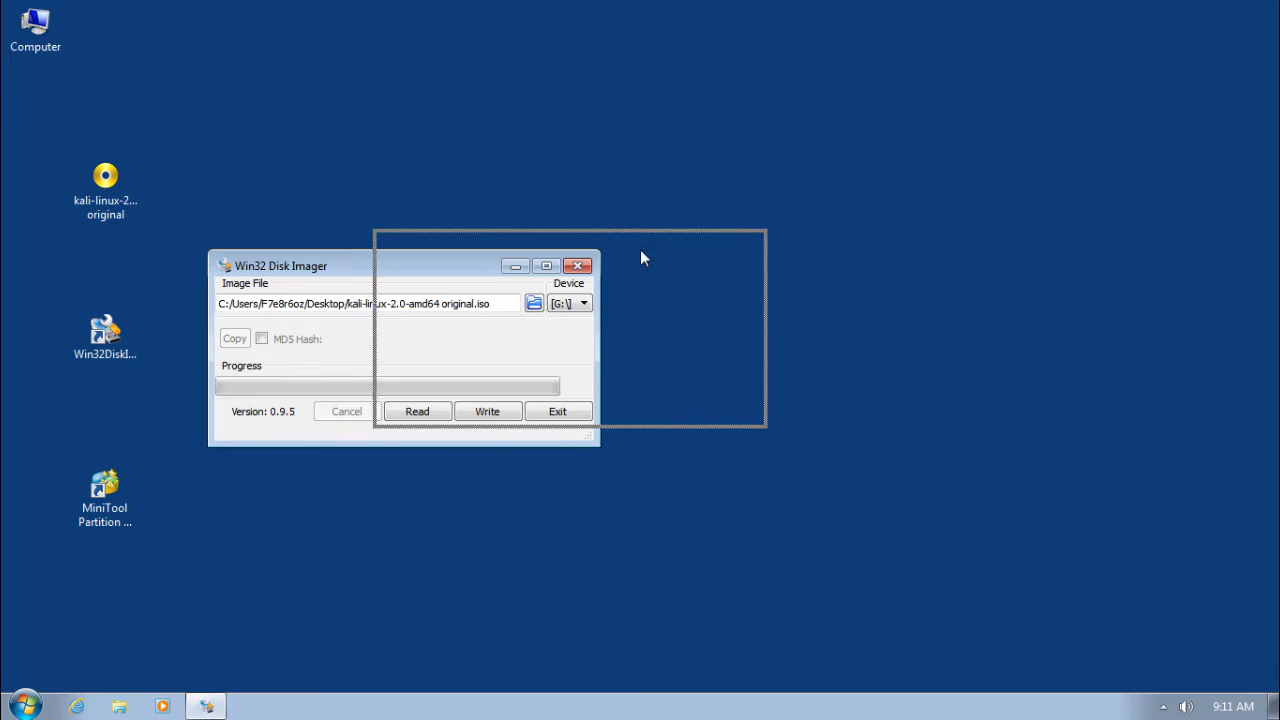 Computer
kali-linux-2...
original
Win32DiskI...
MiniTool
Partition ...
Win32 Disk Imager
Image File
Device
C:/Users/F7e8r6oz/Desktop/kali-linux-2.0-amd64 original.iso
[G:\]
Copy
MD5 Hash:
Progress
Version: 0.9.5
Cancel
Read
Write
Exit
9:11 AM